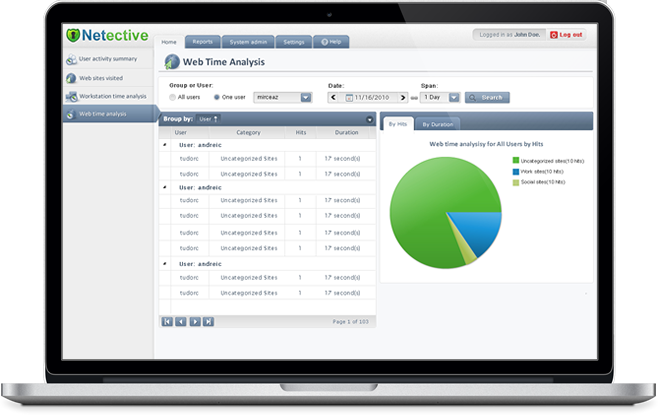 Netective
Logged in as John Doe. Log out
Home Reports System admin Settings Help
User activity summary
Web sites visited
Workstation time analysis
Web time analysis
Web Time Analysis
Group or User: Date: Span:
All users One user mirceaz 11/16/2010 1 Day Search
Group by: User
User Category Hits Duration
User: andreic
tudorc Uncategorized Sites 1 17 second(s)
tudorc Uncategorized Sites 1 17 second(s)
User: andreic
tudorc Uncategorized Sites 1 17 second(s)
tudorc Uncategorized Sites 1 17 second(s)
tudorc Uncategorized Sites 1 17 second(s)
tudorc Uncategorized Sites 1 17 second(s)
User: andreic
tudorc Uncategorized Sites 1 17 second(s)
tudorc Uncategorized Sites 1 17 second(s)
Page 1 of 103
By Hits By Duration
Web time analysisy for All Users by Hits
Uncategorized sites(10 hits)
Work sites(10 hits)
Social sites(10 hits)